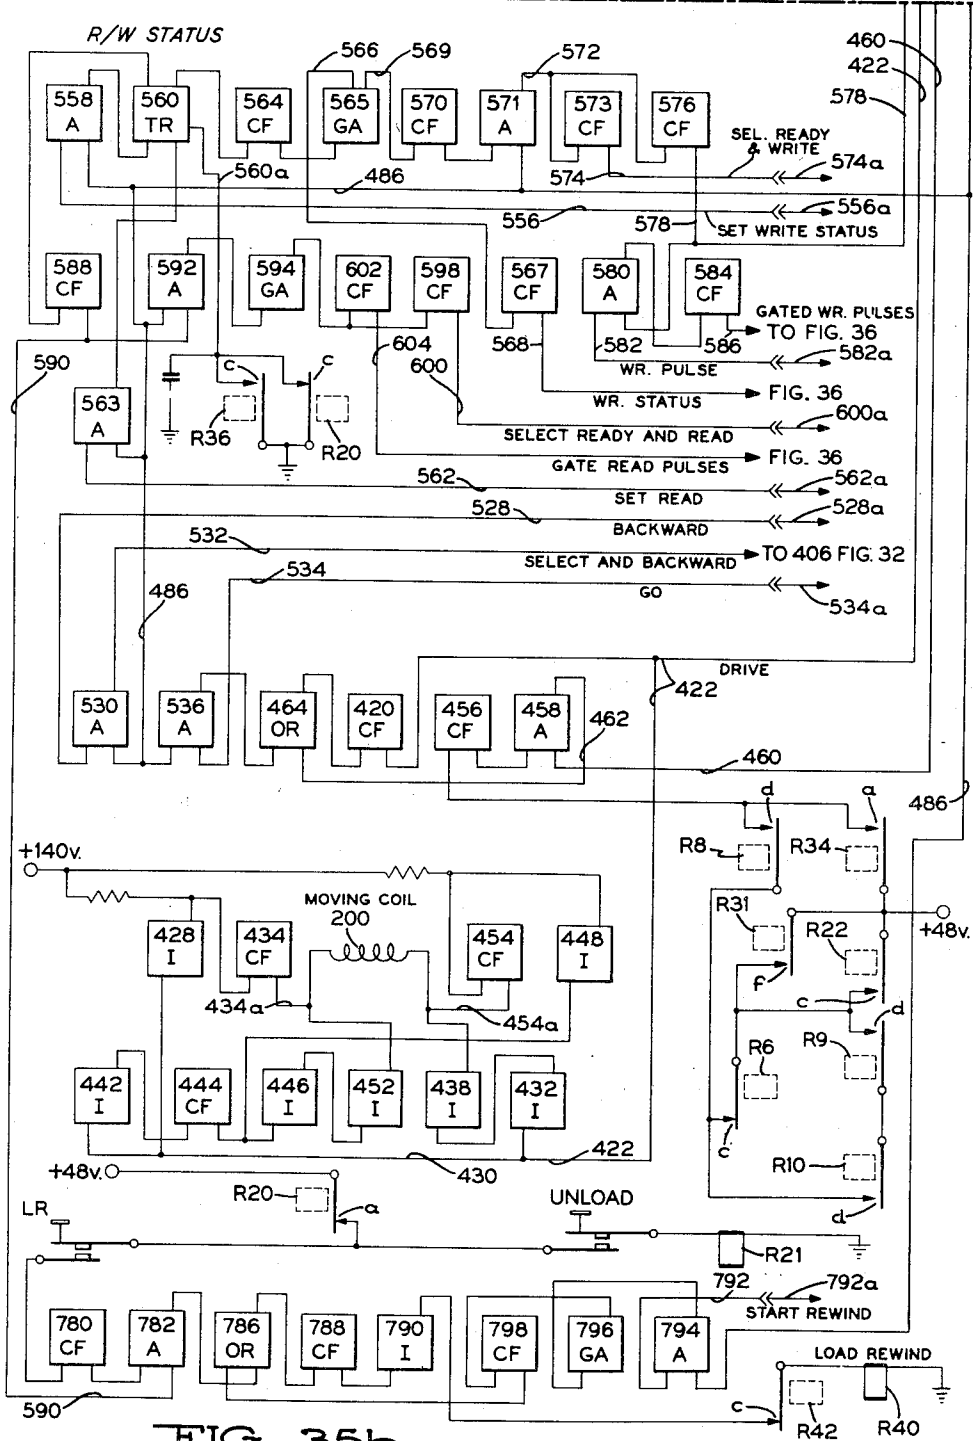 R/W STATUS
566 569 572 460
422
578
558 A 560 TR 564 CF 565 GA 570 CF 571 A 573 CF 576 CF
SEL. READY & WRITE
560a 486 574 574a
556 578 556a
SET WRITE STATUS
588 CF 592 A 594 GA 602 CF 598 CF 567 CF 580 A 584 CF
GATED WR. PULSES
TO FIG. 36
590 604 568 582 586 582a
600 WR. PULSE
c c
563 A
R36 R20
WR. STATUS FIG. 36
600a
SELECT READY AND READ
GATE READ PULSES FIG. 36
562 562a
SET READ
528 528a
BACKWARD
532
SELECT AND BACKWARD TO 406 FIG. 32
534 GO 534a
486
DRIVE
422
530 A 536 A 464 OR 420 CF 456 CF 458 A 462
460
486
d a
+140v.
R8 R34
MOVING COIL
200
R31 R22
+48v.
428 I 434 CF 454 CF 448 I
f
434a 454a
c d
R6 R9
442 I 444 CF 446 I 452 I 438 I 432 I
c
430 422
+48v.
R20 a
R10
d
LR UNLOAD
R21
792 792a
START REWIND
780 CF 782 A 786 OR 788 CF 790 I 798 CF 796 GA 794 A
LOAD REWIND
590
c
R42 R40
FIG. 35b